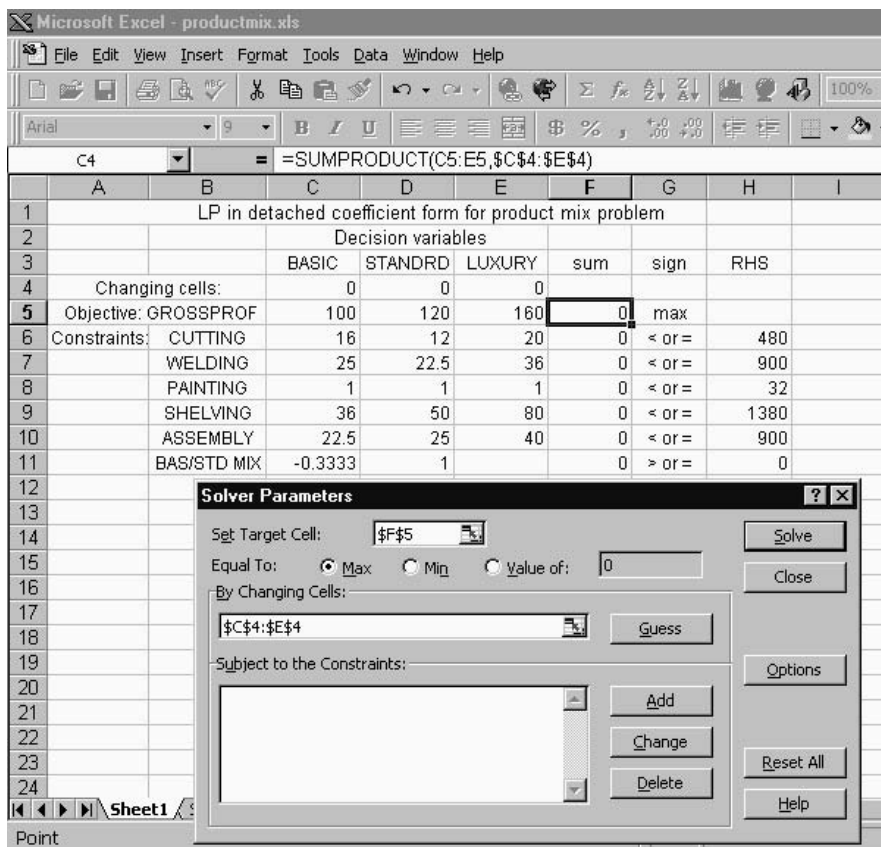 Microsoft Excel - productmix.xls
File Edit View Insert Format Tools Data Window Help
100%
Arial 9 B I U $ % ,
C4 = =SUMPRODUCT(C5:E5,$C$4:$E$4)
A B C D E F G H I
1 LP in detached coefficient form for product mix problem
2 Decision variables
3 BASIC STANDRD LUXURY sum sign RHS
4 Changing cells: 0 0 0
5 Objective: GROSSPROF 100 120 160 0 max
6 Constraints: CUTTING 16 12 20 0 < or = 480
7 WELDING 25 22.5 36 0 < or = 900
8 PAINTING 1 1 1 0 < or = 32
9 SHELVING 36 50 80 0 < or = 1380
10 ASSEMBLY 22.5 25 40 0 < or = 900
11 BAS/STD MIX -0.3333 1 0 > or = 0
12
13
14
15
16
17
18
19
20
21
22
23
24
Solver Parameters
Set Target Cell: $F$5 Solve
Equal To: Max Min Value of: 0 Close
By Changing Cells:
$C$4:$E$4 Guess
Subject to the Constraints: Options
Add
Change
Reset All
Delete
Help
Sheet1
Point